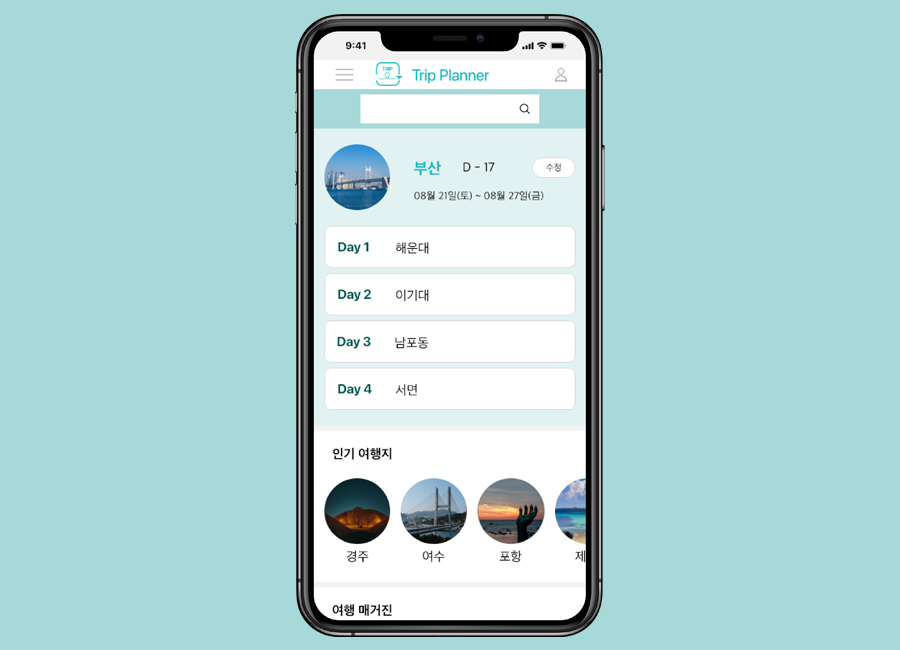 9:41
TRIP
Trip Planner
부산 D - 17 수정
08월 21일(토) ~ 08월 27일(금)
Day 1 해운대
Day 2 이기대
Day 3 남포동
Day 4 서면
인기 여행지
경주 여수 포항 제
여행 매거진